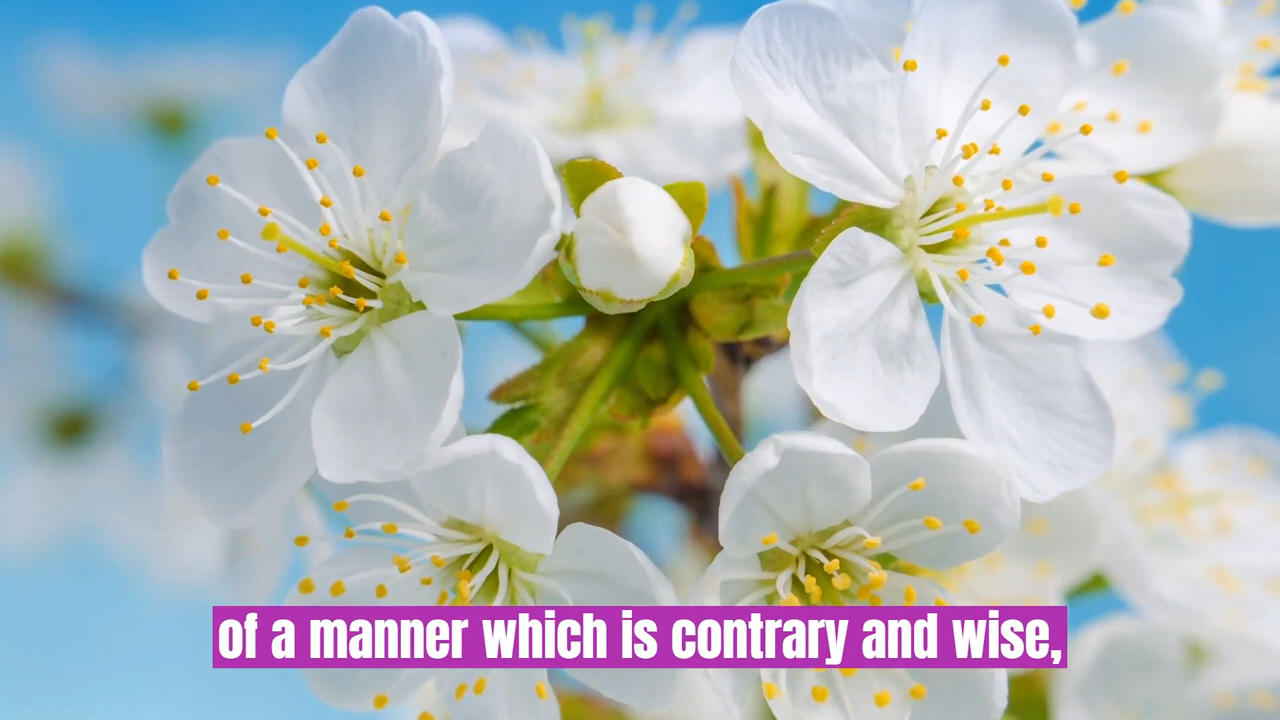 of a manner which is contrary and wise,